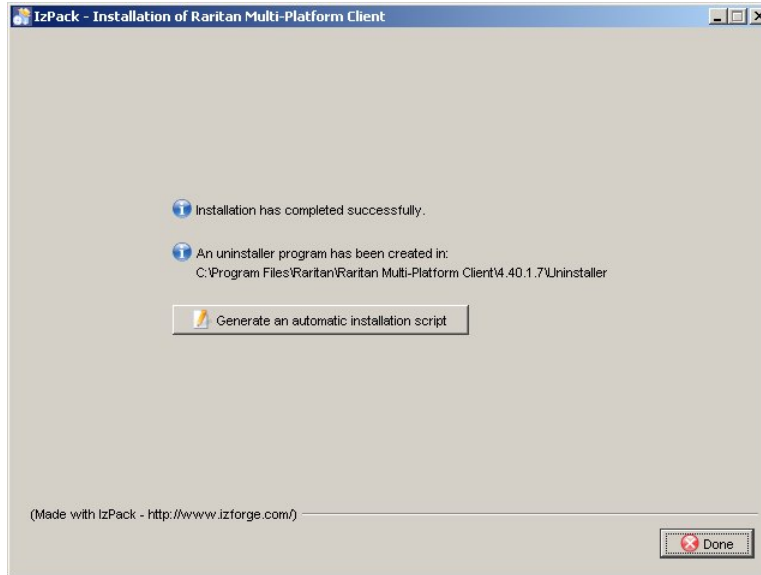 IzPack - Installation of Raritan Multi-Platform Client
Installation has completed successfully.
An uninstaller program has been created in:
C:\Program Files\Raritan\Raritan Multi-Platform Client\4.40.1.7\Uninstaller
Generate an automatic installation script
(Made with IzPack - http://www.izforge.com/)
Done